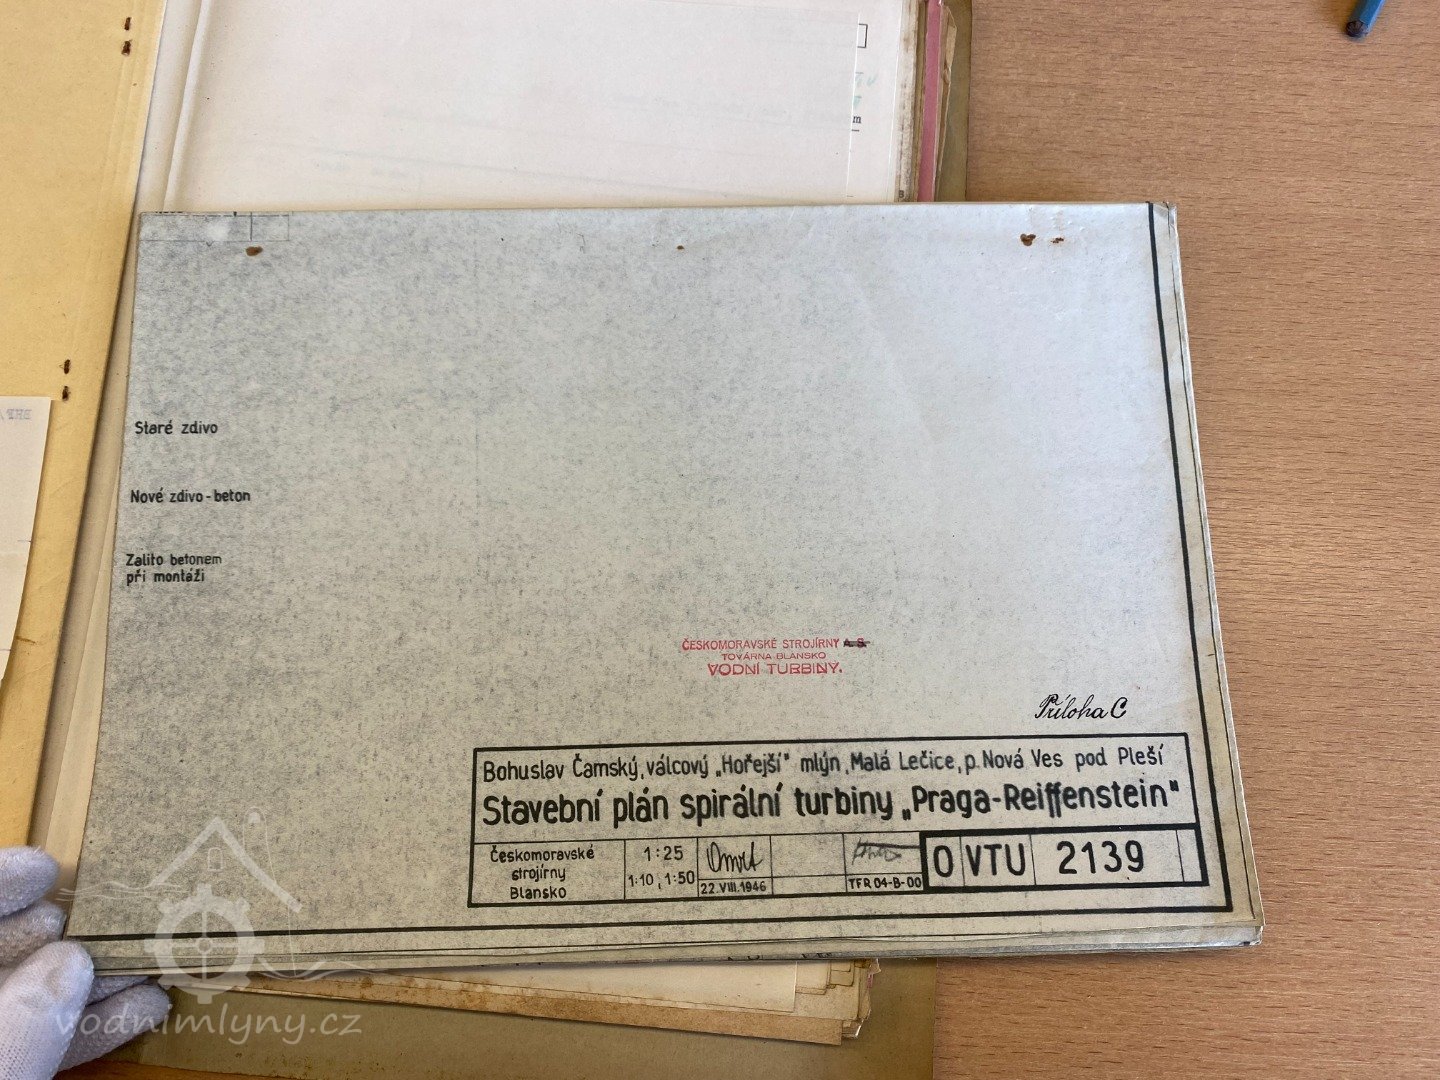 m
Staré zdivo
Nové zdivo-beton
Zalito betonem
při montáži
ČESKOMORAVSKÉ STROJÍRNY A. S.
TOVÁRNA BLANSKO
VODNÍ TURBINY.
Příloha C
Bohuslav Čamský, válcový „Hořejší" mlýn, Malá Lečice, p. Nová Ves pod Pleší
Stavební plán spirální turbiny „Praga-Reiffenstein"
Českomoravské
strojírny
Blansko
1:25
1:10, 1:50
22.VIII.1946
TFR 04-B-00
O VTU 2139
vodnimlyny.cz